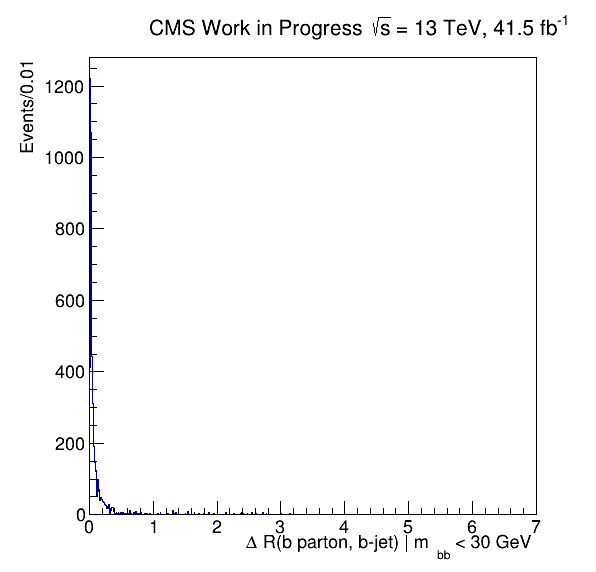 CMS Work in Progress √s = 13 TeV, 41.5 fb⁻¹
Events/0.01
1200
1000
800
600
400
200
0
0 1 2 3 4 5 6 7
Δ R(b parton, b-jet) | m bb < 30 GeV